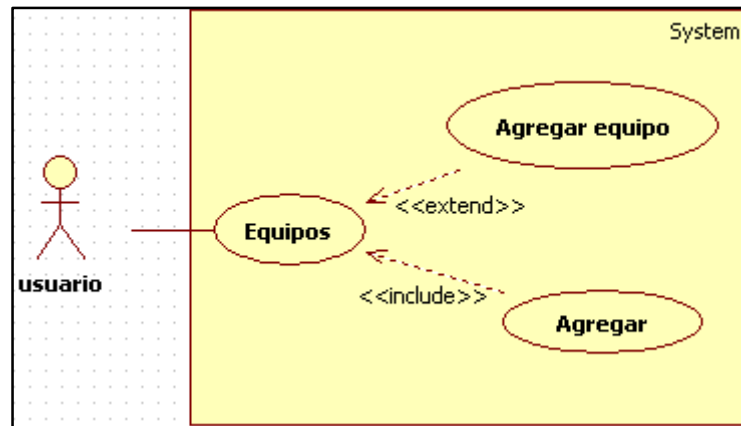 System
Agregar equipo
<<extend>>
Equipos
usuario
<<include>>
Agregar